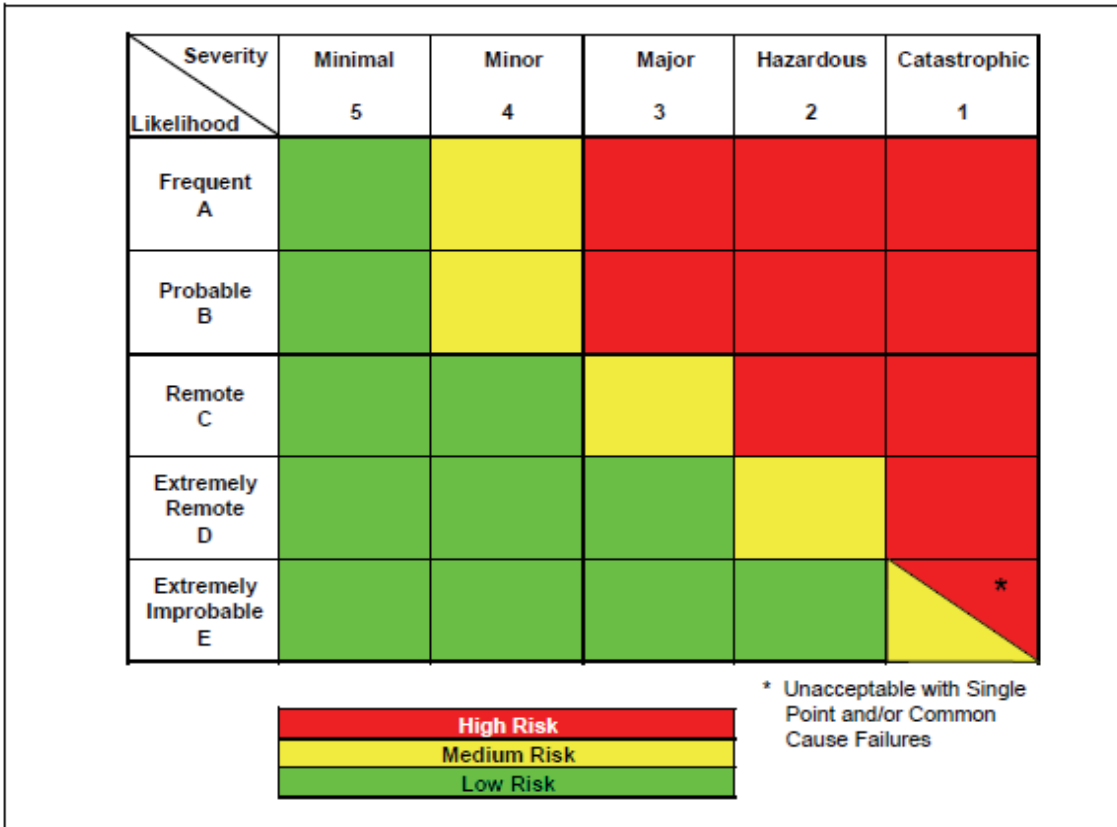 Severity
Likelihood
Minimal
5
Minor
4
Major
3
Hazardous
2
Catastrophic
1
Frequent
A
Probable
B
Remote
C
Extremely
Remote
D
Extremely
Improbable
E
*
* Unacceptable with Single
Point and/or Common
Cause Failures
High Risk
Medium Risk
Low Risk